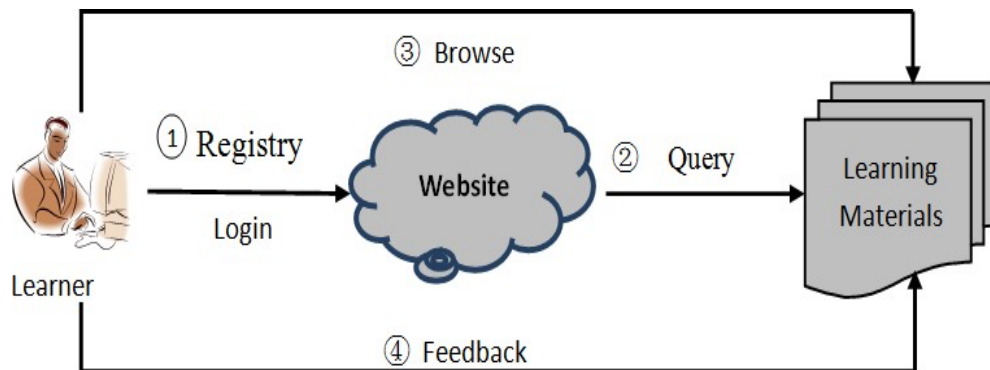 ③ Browse
① Registry
Login
Website
② Query
Learning
Materials
Learner
④ Feedback